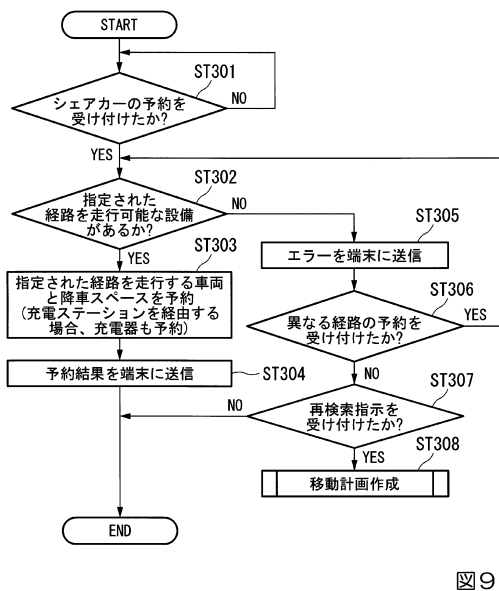 START
ST301
シェアカーの予約を
受け付けたか?
NO
YES
ST302
指定された
経路を走行可能な設備
があるか?
NO
YES
ST303
指定された経路を走行する車両
と降車スペースを予約
(充電ステーションを経由する
場合、充電器も予約)
予約結果を端末に送信
ST304
ST305
エラーを端末に送信
ST306
異なる経路の予約を
受け付けたか?
YES
NO
ST307
再検索指示を
受け付けたか?
NO
YES
ST308
移動計画作成
END
図9